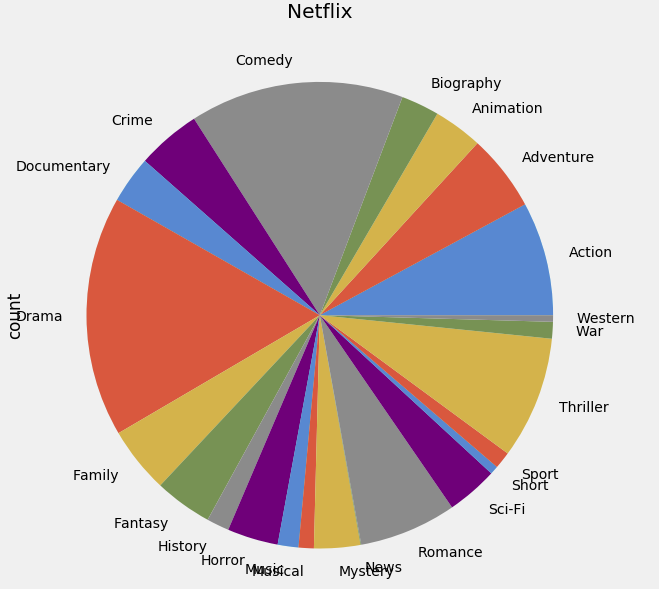 Netflix
Comedy
Biography
Animation
Crime
Adventure
Documentary
Action
count
Drama
Western
War
Thriller
Family
Sport
Short
Sci-Fi
Fantasy
History
Romance
Horror
Music
Musical
Mystery
News